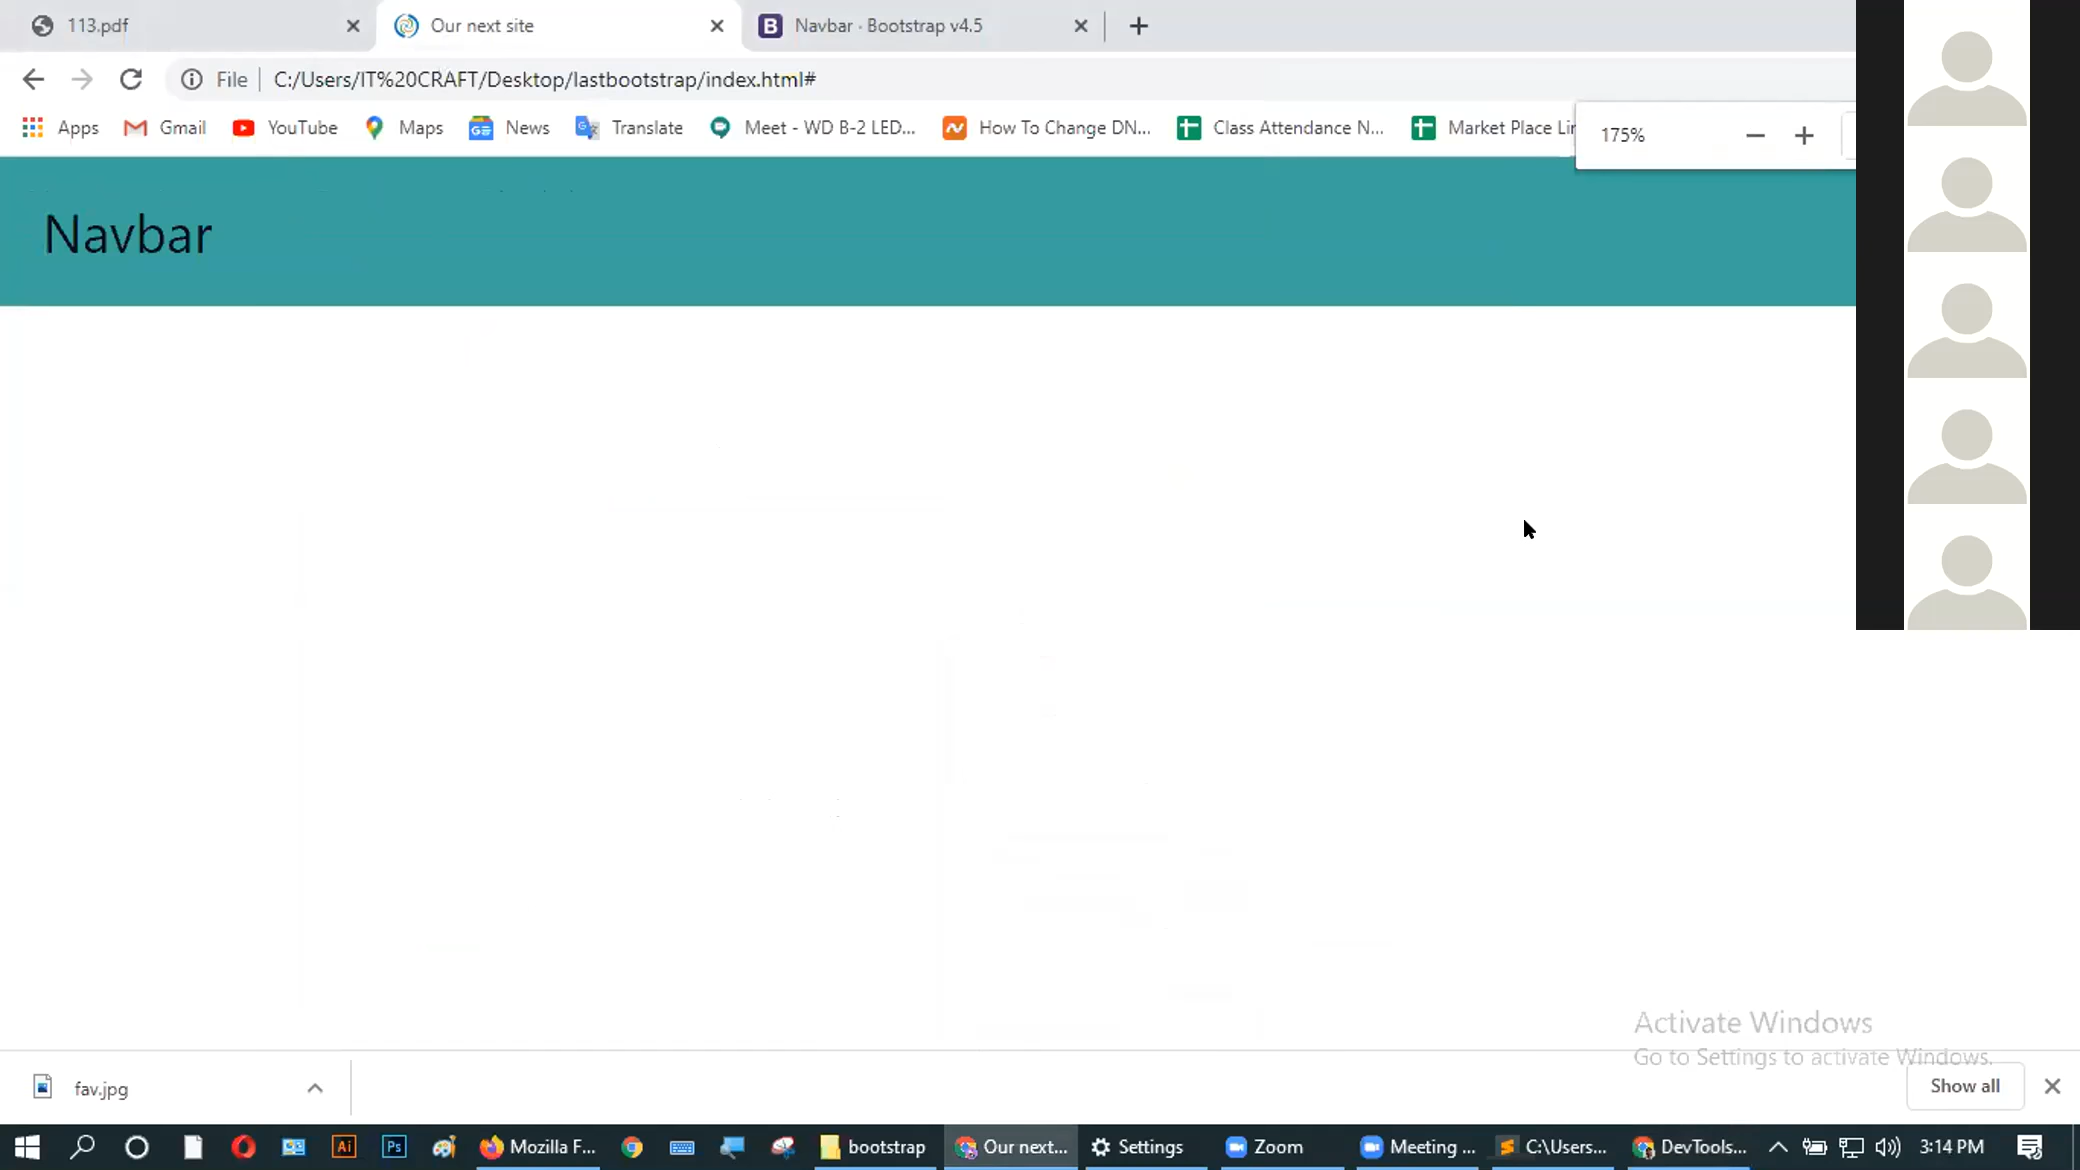 113.pdf
Our next site
B
Navbar · Bootstrap v4.5
File
C:/Users/IT%20CRAFT/Desktop/lastbootstrap/index.html#
Apps
Gmail
YouTube
Maps
News
Translate
Meet - WD B-2 LED...
How To Change DN...
Class Attendance N...
Market Place Lin
175%
Navbar
Activate Windows
Go to Settings to activate Windows.
fav.jpg
Show all
Ai
Ps
Mozilla F...
bootstrap
Our next...
Settings
Zoom
Meeting ...
C:\Users...
DevTools...
3:14 PM